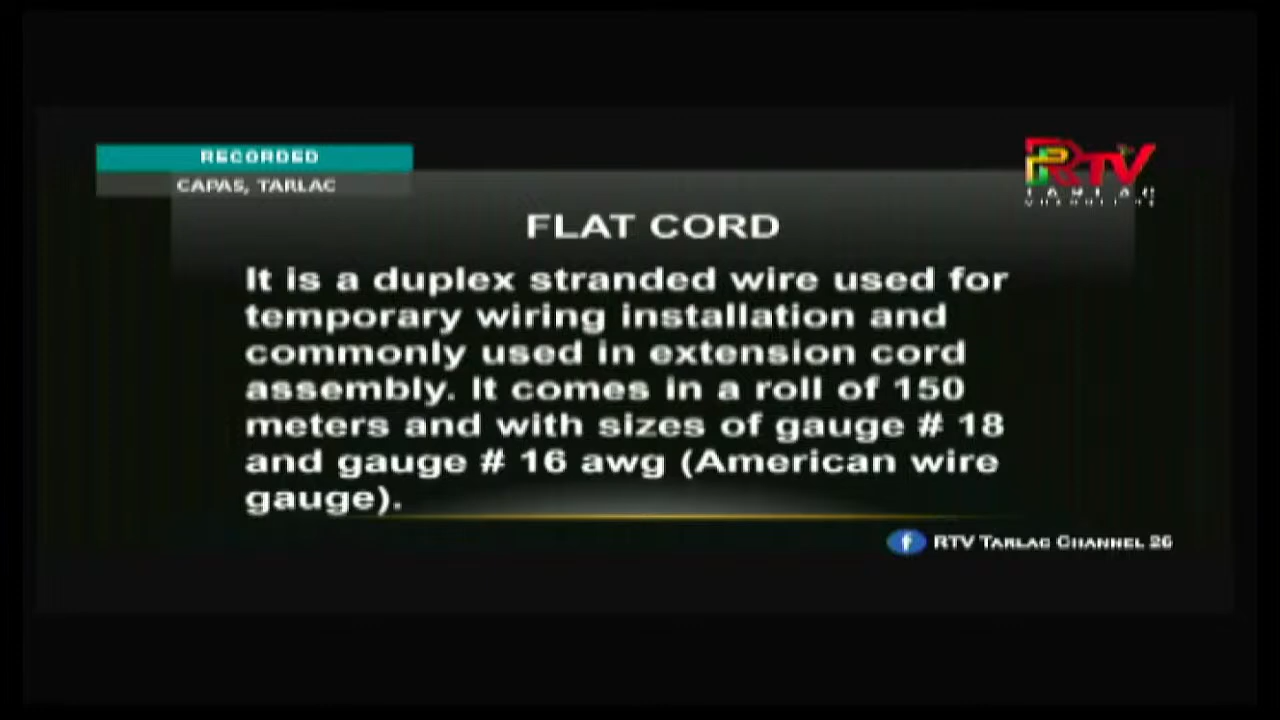 RECORDED
CAPAS, TARLAC
RTV
TARLAC
FLAT CORD
It is a duplex stranded wire used for
temporary wiring installation and
commonly used in extension cord
assembly. It comes in a roll of 150
meters and with sizes of gauge # 18
and gauge # 16 awg (American wire
gauge).
f RTV TARLAC CHANNEL 26